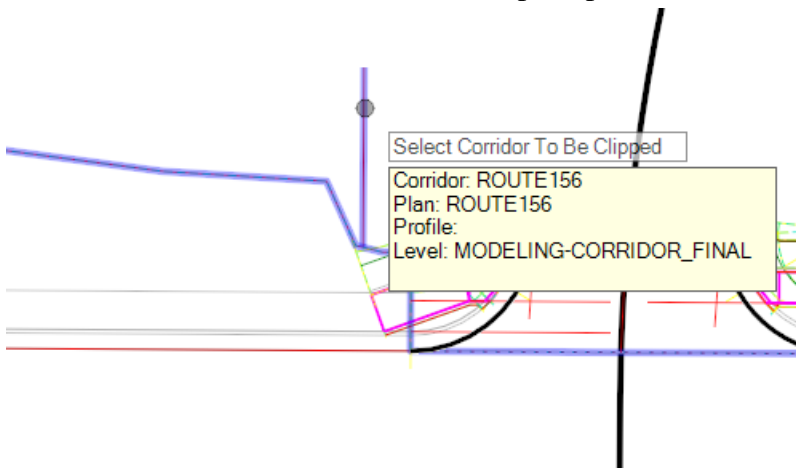 Select Corridor To Be Clipped
Corridor: ROUTE156
Plan: ROUTE156
Profile:
Level: MODELING-CORRIDOR_FINAL